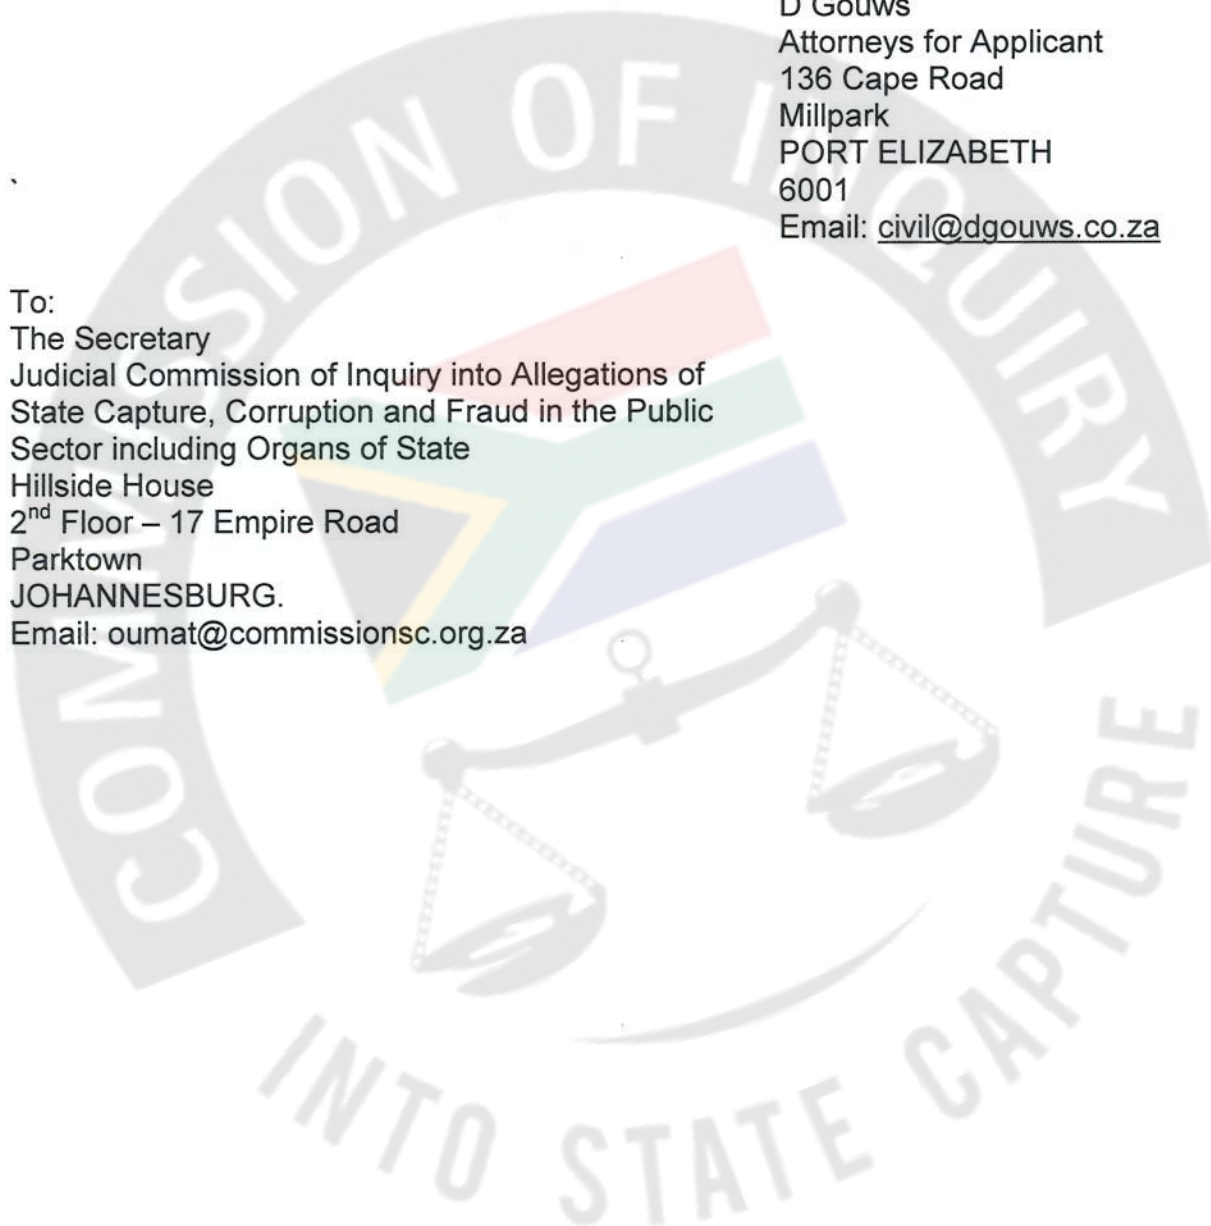 D Gouws
Attorneys for Applicant
136 Cape Road
Millpark
PORT ELIZABETH
6001
Email: civil@dgouws.co.za
To:
The Secretary
Judicial Commission of Inquiry into Allegations of
State Capture, Corruption and Fraud in the Public
Sector including Organs of State
Hillside House
2nd Floor – 17 Empire Road
Parktown
JOHANNESBURG.
Email: oumat@commissionsc.org.za
COMMISSION OF INQUIRY
INTO STATE CAPTURE